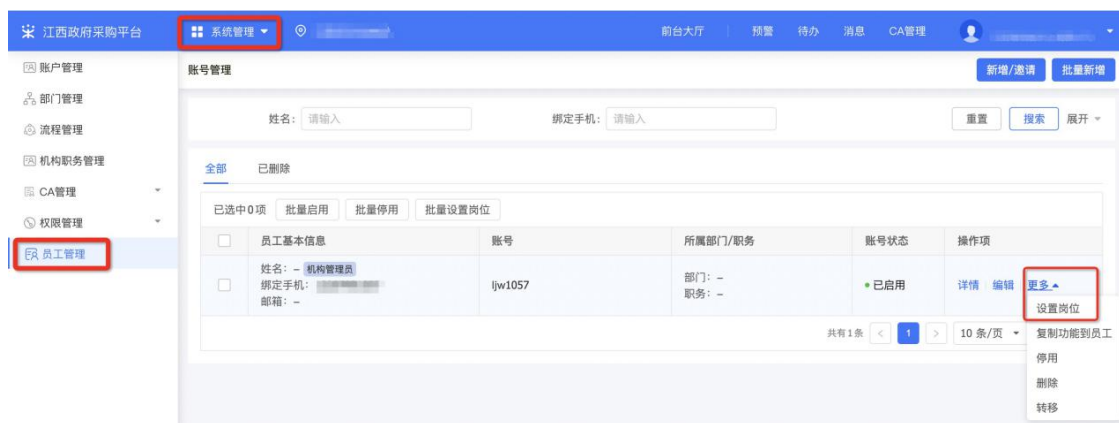 江西政府采购平台 系统管理 前台大厅 预警 待办 消息 CA管理
账户管理
部门管理
流程管理
机构职务管理
CA管理
权限管理
员工管理
账号管理 新增/邀请 批量新增
姓名: 请输入 绑定手机: 请输入 重置 搜索 展开
全部 已删除
已选中0项 批量启用 批量停用 批量设置岗位
员工基本信息 账号 所属部门/职务 账号状态 操作项
姓名: – 机构管理员
绑定手机:
邮箱: –
ljw1057
部门: –
职务: –
已启用
详情 编辑 更多
共有1条 < 1 > 10 条/页
设置岗位
复制功能到员工
停用
删除
转移